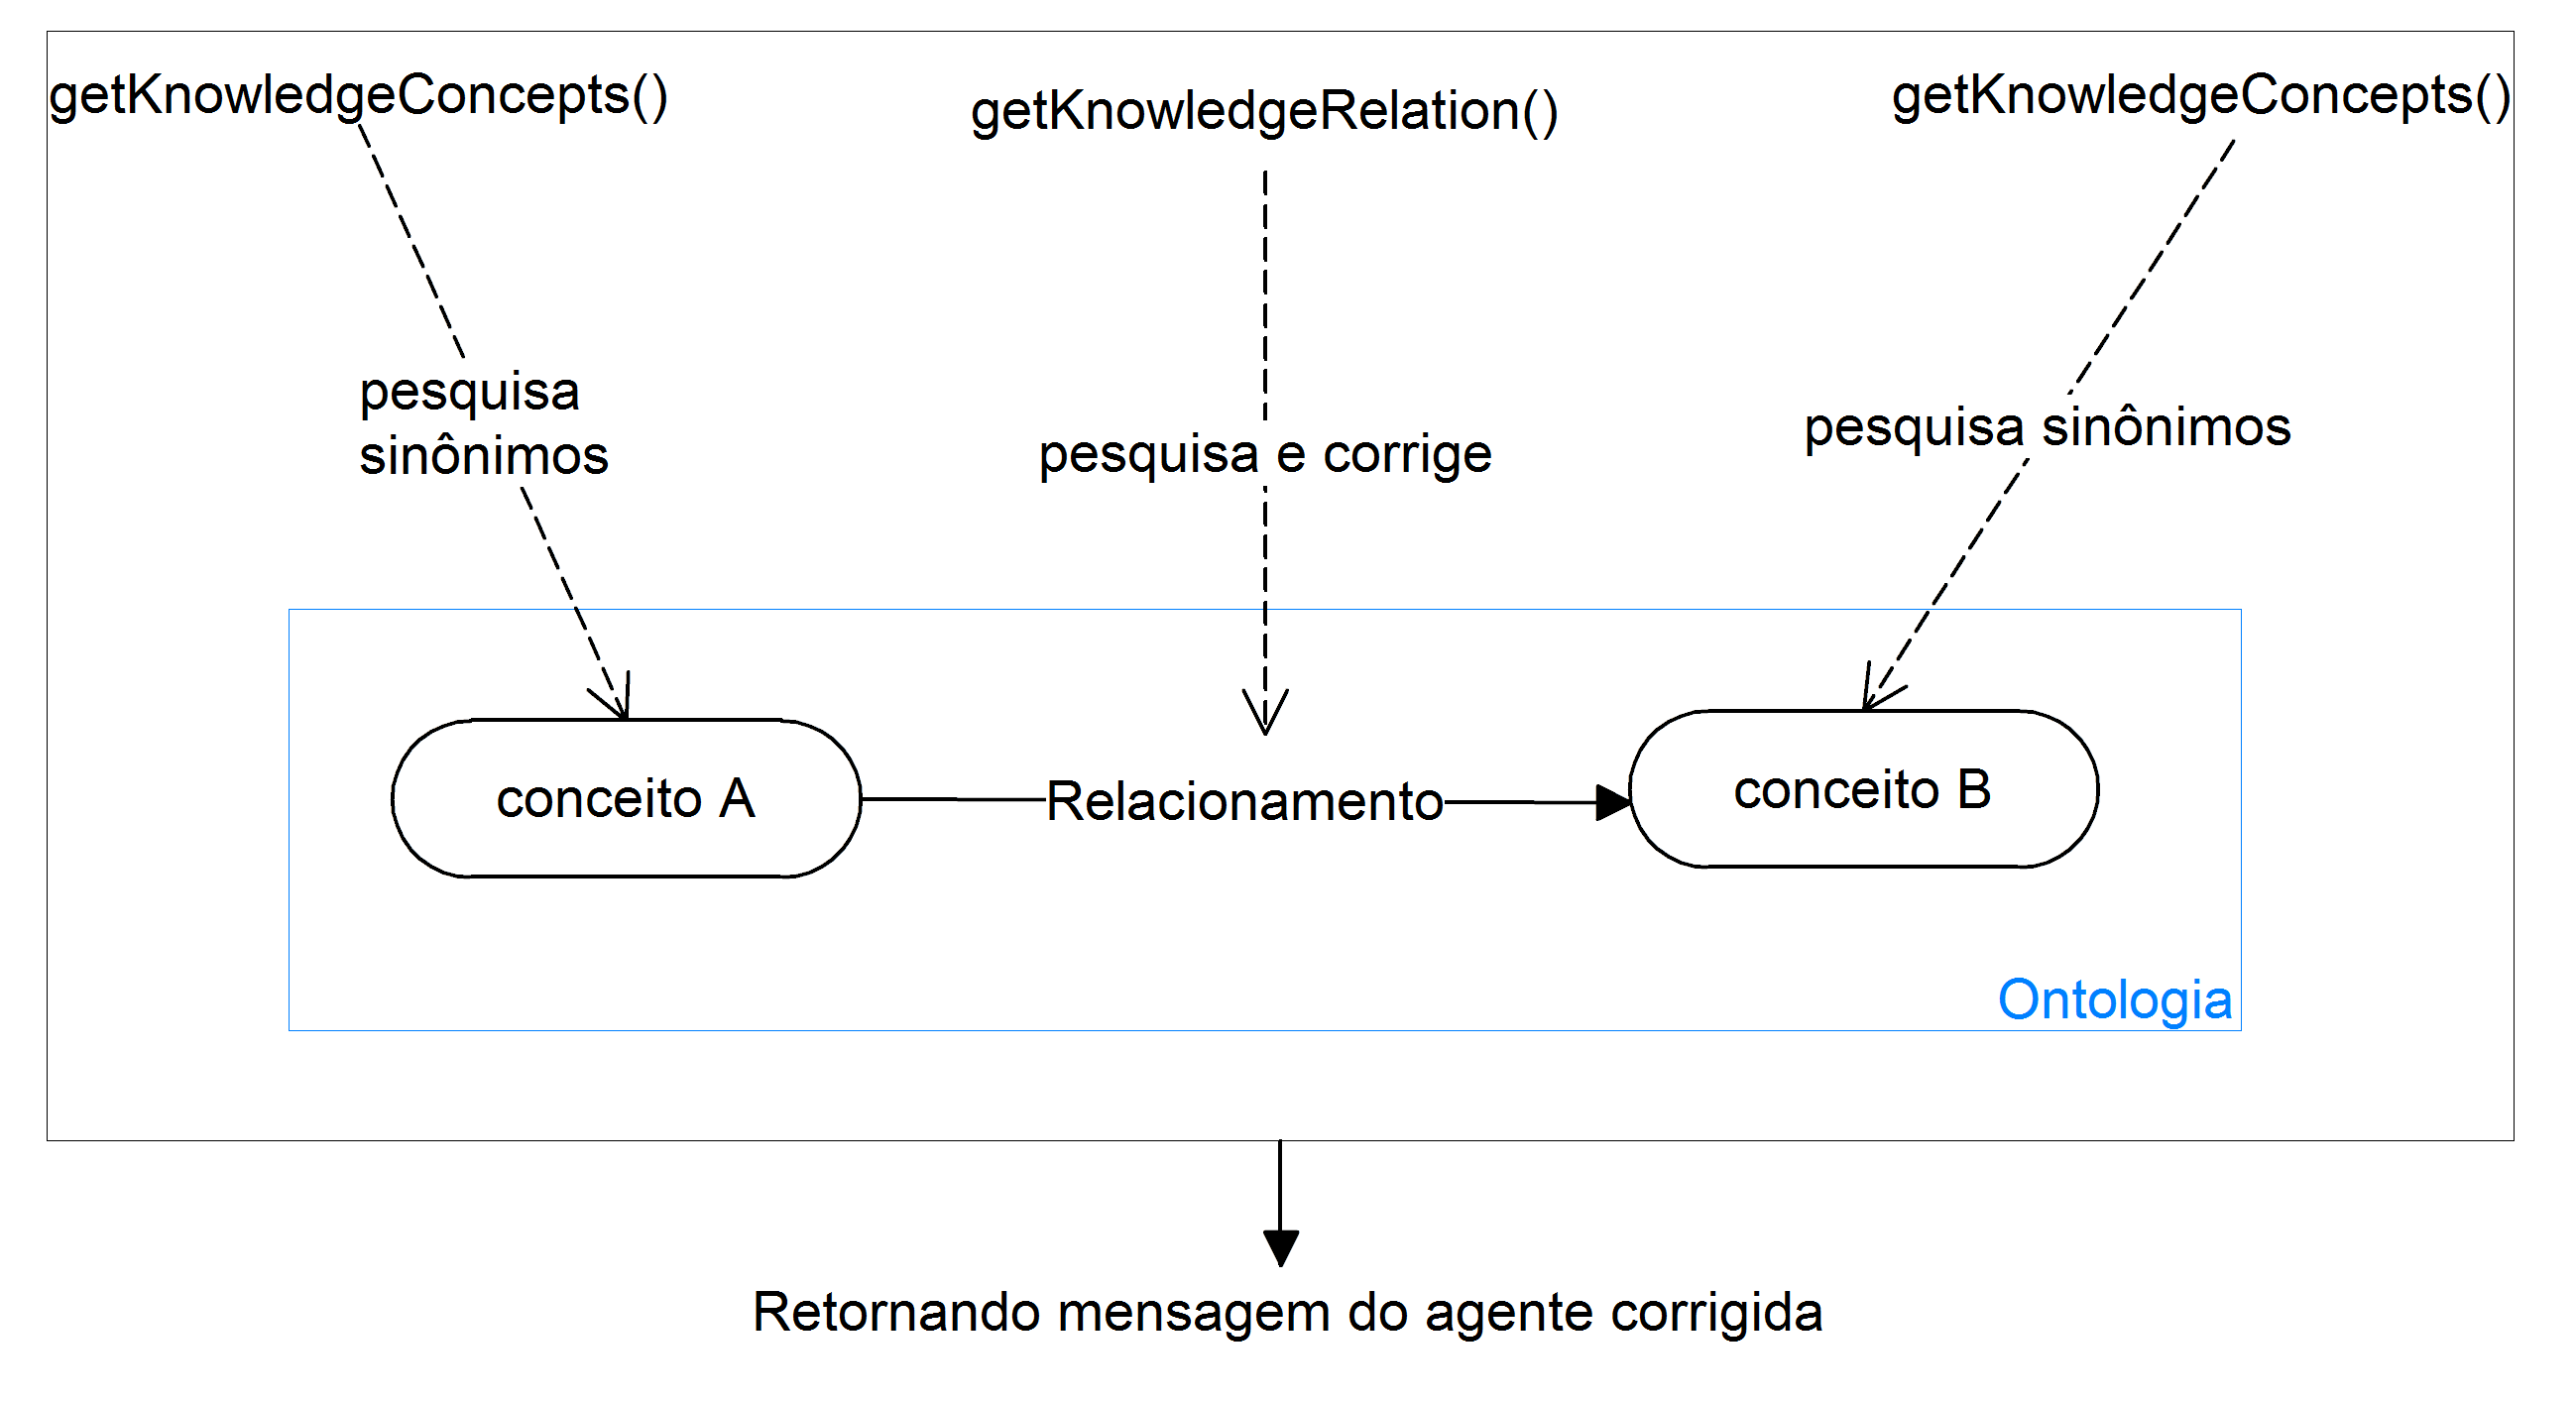 getKnowledgeConcepts()
getKnowledgeRelation()
getKnowledgeConcepts()
pesquisa
sinônimos
pesquisa e corrige
pesquisa sinônimos
conceito A
Relacionamento
conceito B
Ontologia
Retornando mensagem do agente corrigida